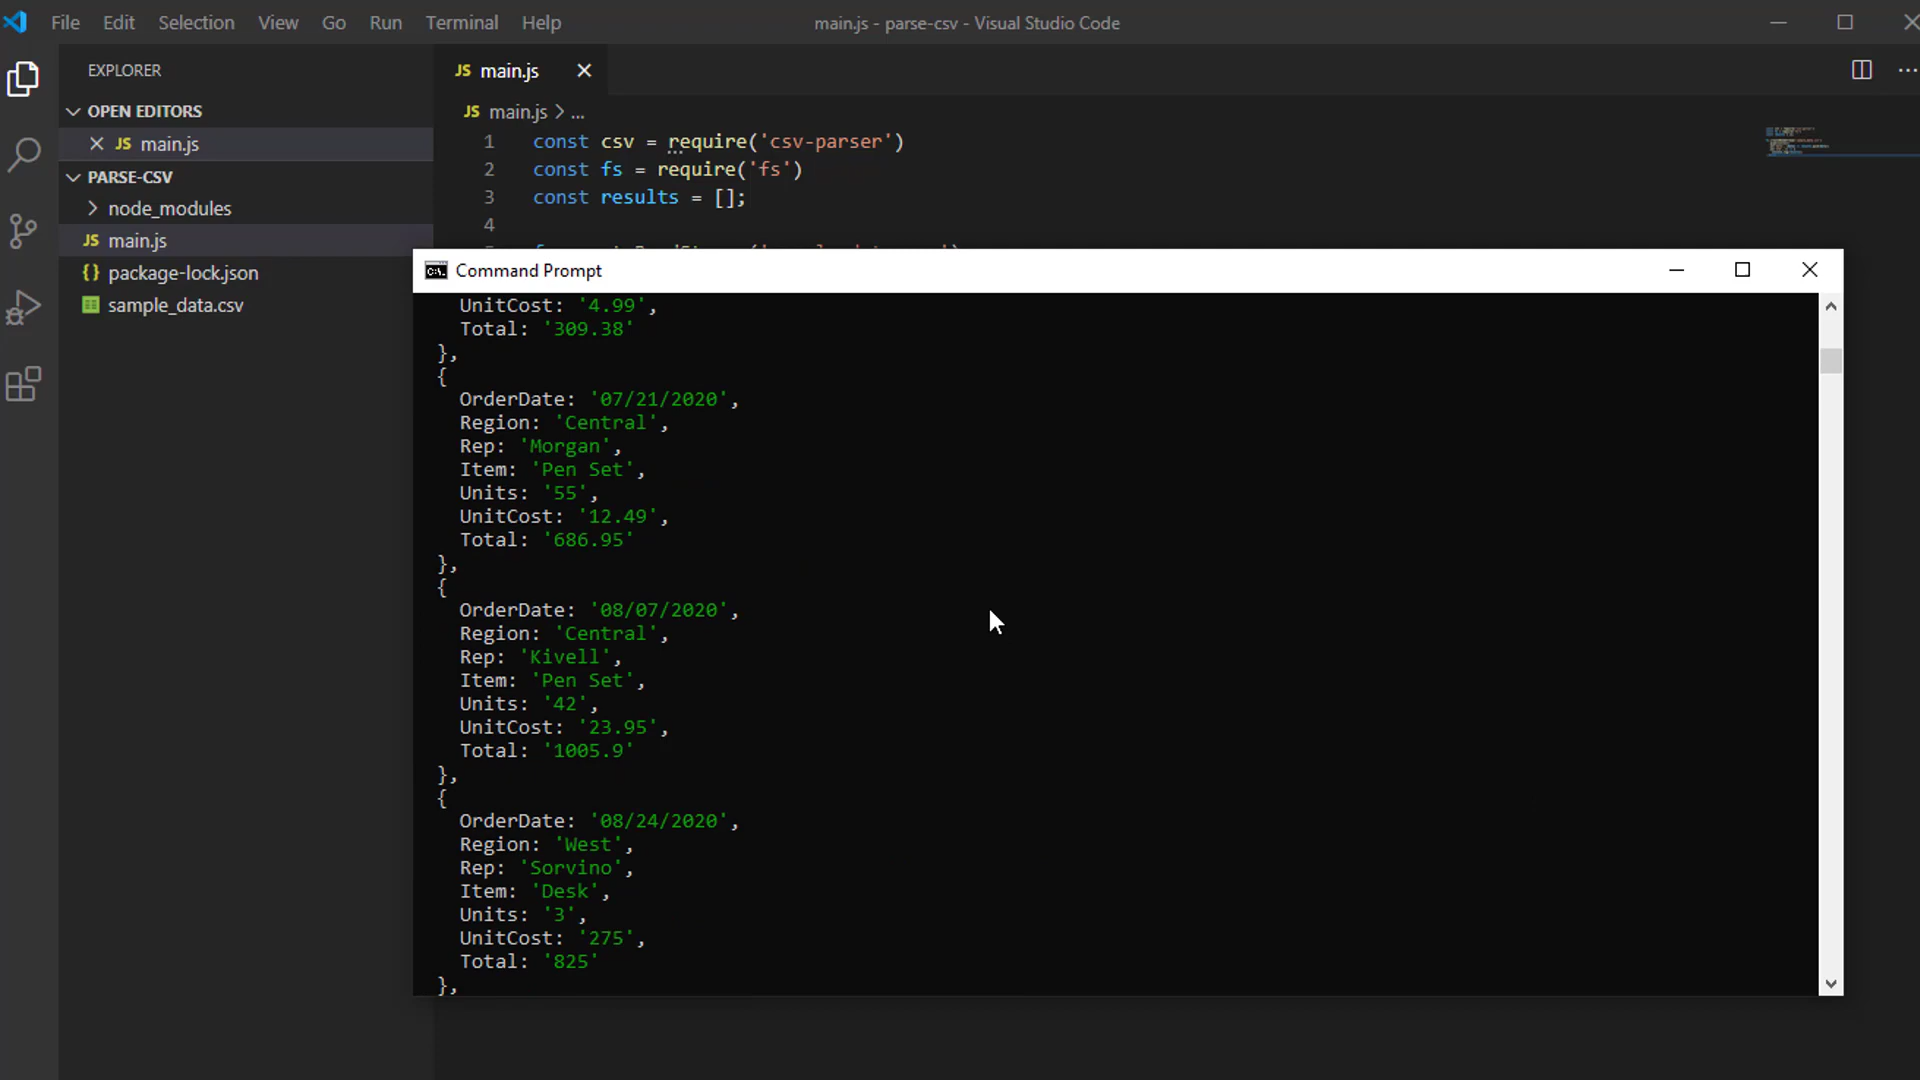 File Edit Selection View Go Run Terminal Help
main.js - parse-csv - Visual Studio Code
EXPLORER
OPEN EDITORS
JS main.js
PARSE-CSV
node_modules
JS main.js
{} package-lock.json
sample_data.csv
JS main.js
JS main.js > ...
1 const csv = require('csv-parser')
2 const fs = require('fs')
3 const results = [];
4
Command Prompt
UnitCost: '4.99',
Total: '309.38'
},
{
OrderDate: '07/21/2020',
Region: 'Central',
Rep: 'Morgan',
Item: 'Pen Set',
Units: '55',
UnitCost: '12.49',
Total: '686.95'
},
{
OrderDate: '08/07/2020',
Region: 'Central',
Rep: 'Kivell',
Item: 'Pen Set',
Units: '42',
UnitCost: '23.95',
Total: '1005.9'
},
{
OrderDate: '08/24/2020',
Region: 'West',
Rep: 'Sorvino',
Item: 'Desk',
Units: '3',
UnitCost: '275',
Total: '825'
},